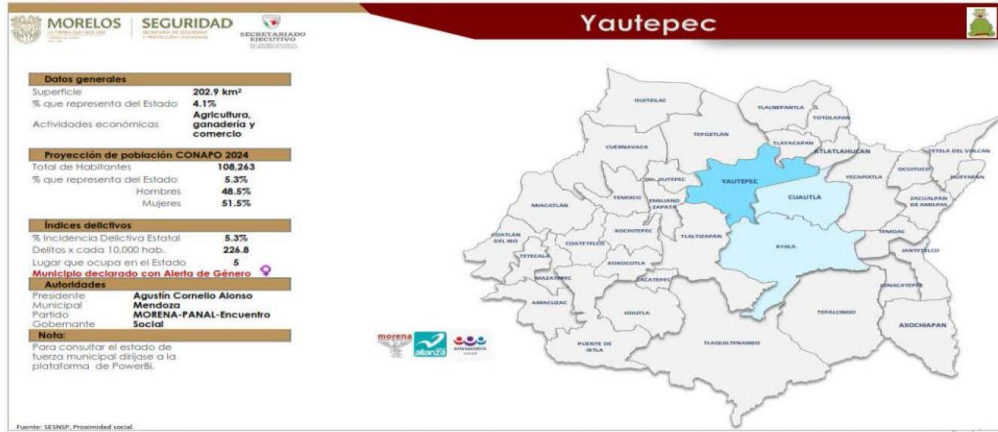 MORELOS
SEGURIDAD
SECRETARIADO
EJECUTIVO
Yautepec
Datos generales
Superficie 202.9 km²
% que representa del Estado 4.1%
Actividades económicas Agricultura, ganadería y comercio
Proyección de población CONAPO 2024
Total de Habitantes 108,263
% que representa del Estado 5.3%
Hombres 48.5%
Mujeres 51.5%
Índices delictivos
% Incidencia Delictiva Estatal 5.3%
Delitos x cada 10,000 hab. 226.8
Lugar que ocupa en el Estado 5
Municipio declarado con Alerta de Género
Autoridades
Presidente Municipal Agustín Cornelio Alonso Mendoza
Partido Gobernante MORENA-PANAL-Encuentro Social
Nota:
Para consultar el estado de
fuerza municipal diríjase a la
plataforma de PowerBi.
morena
alianza
encuentro
social
HUITZILAC
TLALNEPANTLA
TOTOLAPAN
TEPOZTLÁN
TLAYACAPAN
ATLATLAHUCAN
CUERNAVACA
TETELA DEL VOLCÁN
YAUTEPEC
JIUTEPEC
YECAPIXTLA
OCUITUCO
HUEYAPAN
MIACATLÁN
TEMIXCO
EMILIANO
ZAPATA
CUAUTLA
ZACUALPAN
DE AMILPAS
COATLÁN
DEL RIO
XOCHITEPEC
TLALTIZAPÁN
TEMOAC
COATETELCO
AYALA
JANTETELCO
TETECALA
XOXOCOTLA
MAZATEPEC
ZACATEPEC
JONACATEPEC
AMACUZAC
JOJUTLA
TEPALCINGO
AXOCHIAPAN
PUENTE DE
IXTLA
TLAQUILTENANGO
Fuente: SESNSP, Proximidad social.